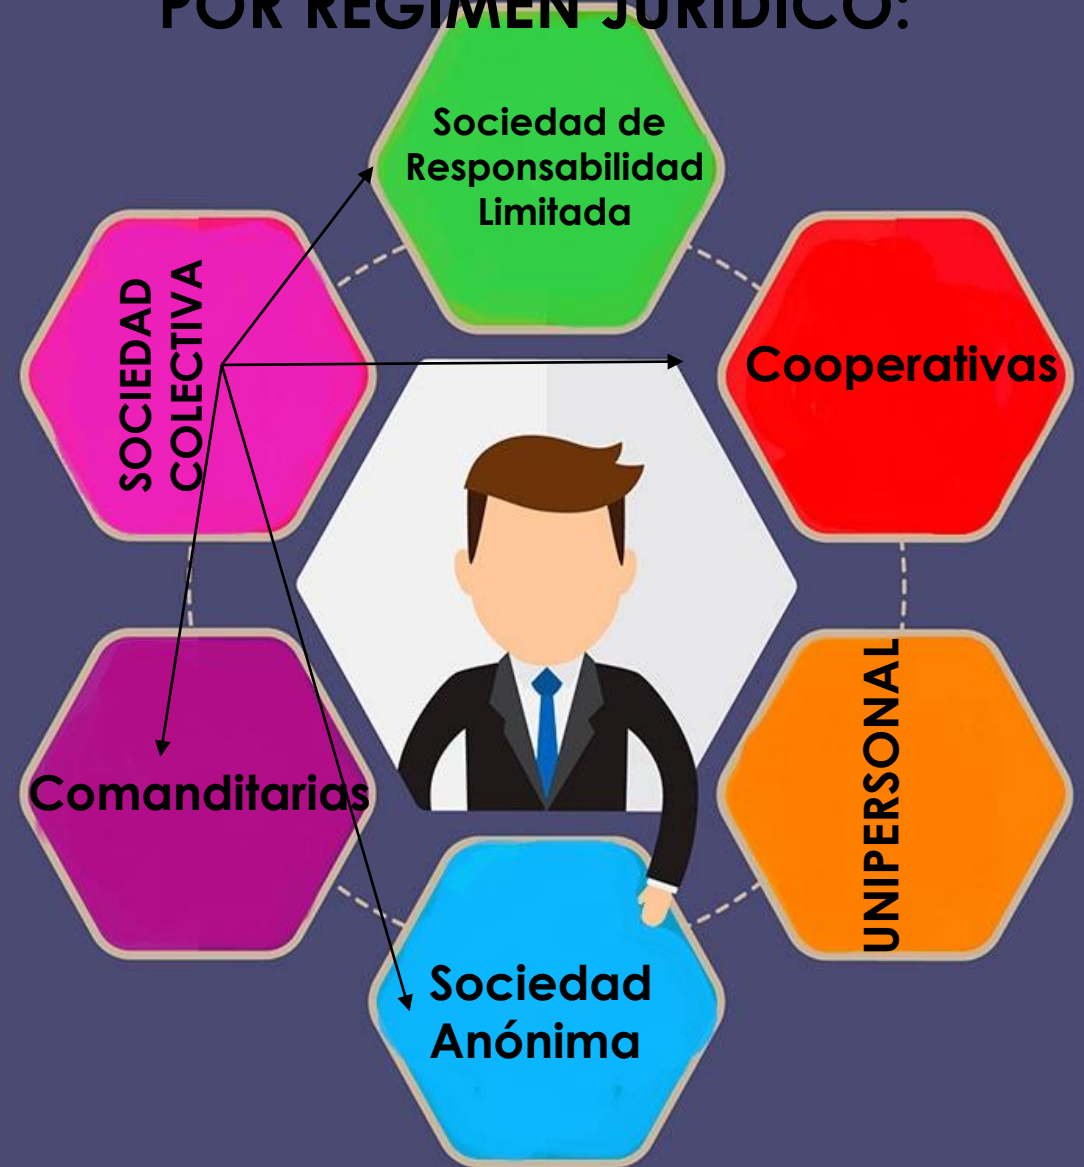 POR RÉGIMEN JURÍDICO:
Sociedad de
Responsabilidad
Limitada
SOCIEDAD
COLECTIVA
Cooperativas
Comanditarias
UNIPERSONAL
Sociedad
Anónima